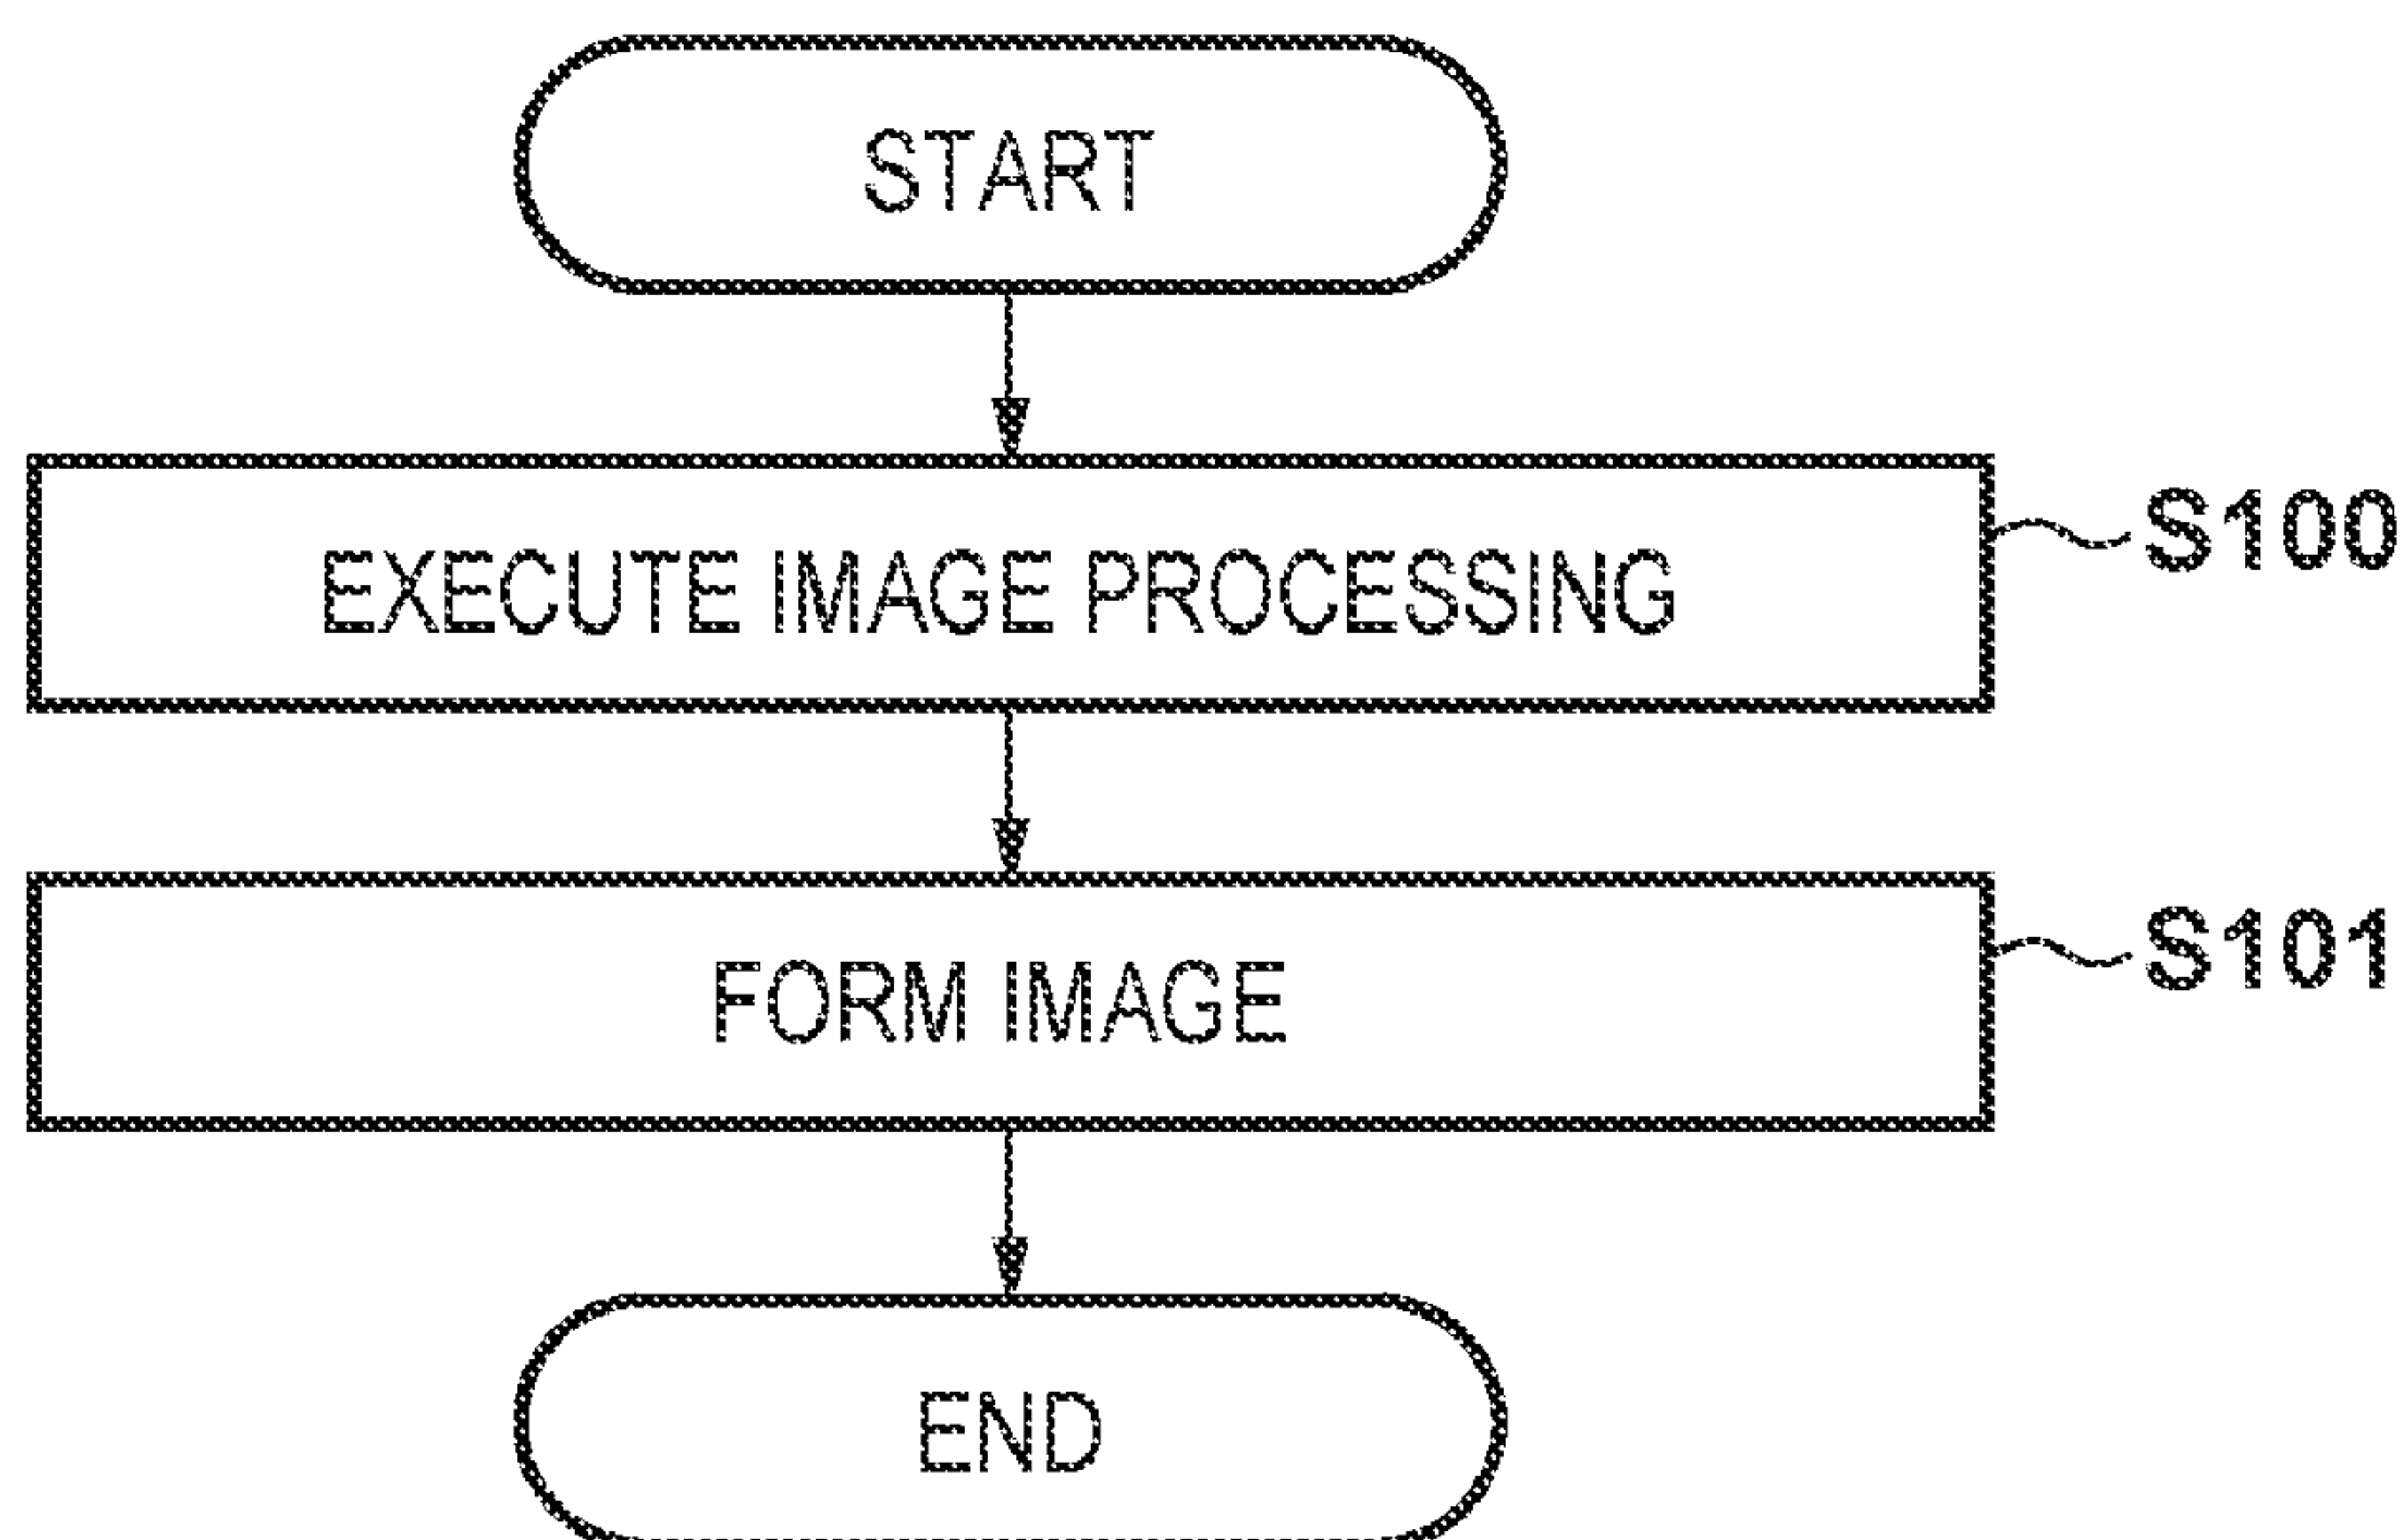 START
EXECUTE IMAGE PROCESSING
S100
FORM IMAGE
S101
END